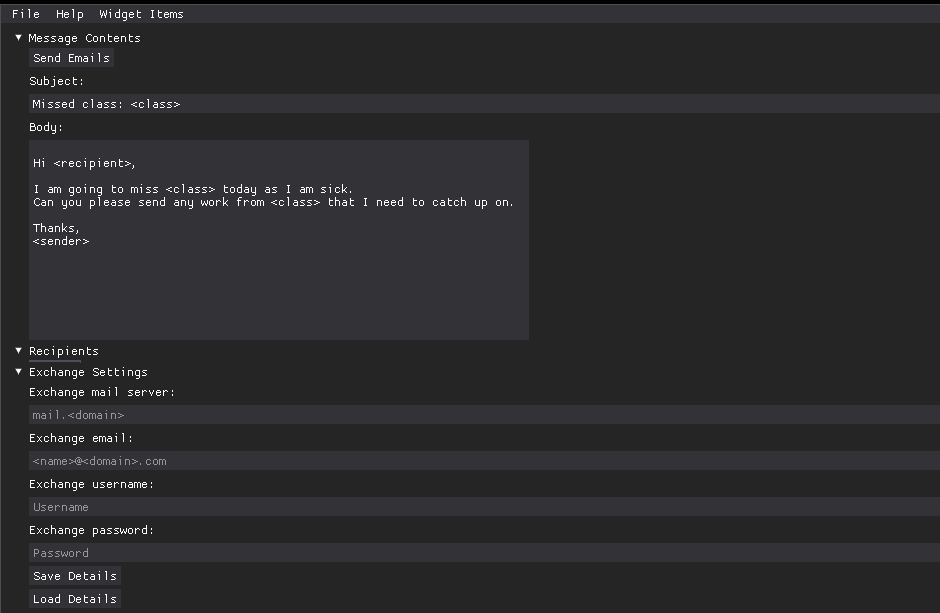 File Help Widget Items
Message Contents
Send Emails
Subject:
Missed class: <class>
Body:
Hi <recipient>,
I am going to miss <class> today as I am sick.
Can you please send any work from <class> that I need to catch up on.
Thanks,
<sender>
Recipients
Exchange Settings
Exchange mail server:
mail.<domain>
Exchange email:
<name>@<domain>.com
Exchange username:
Username
Exchange password:
Password
Save Details
Load Details